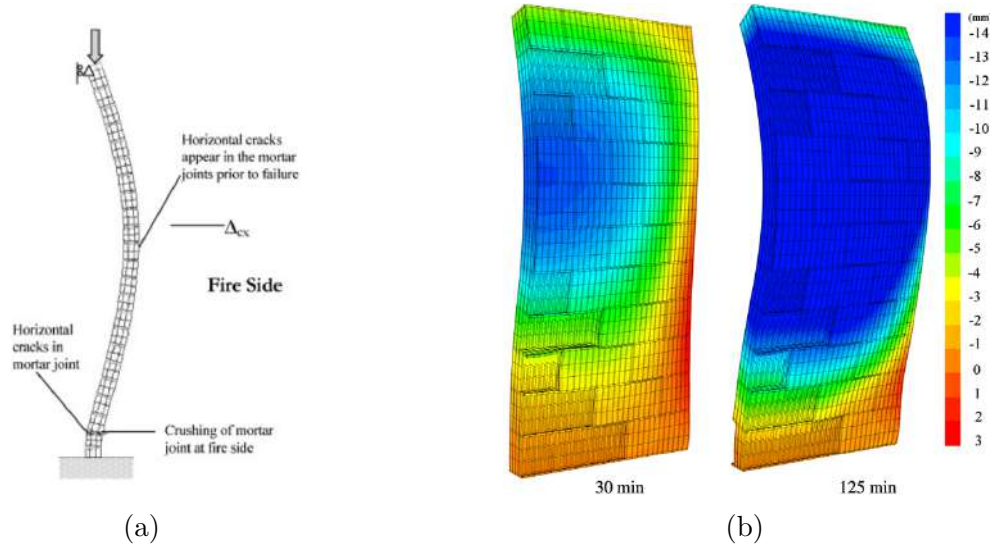 Horizontal cracks
appear in the mortar
joints prior to failure
Δcx
Fire Side
Horizontal
cracks in
mortar joint
Crushing of mortar
joint at fire side
(a)
(mm)
-14
-13
-12
-11
-10
-9
-8
-7
-6
-5
-4
-3
-2
-1
0
1
2
3
30 min
125 min
(b)